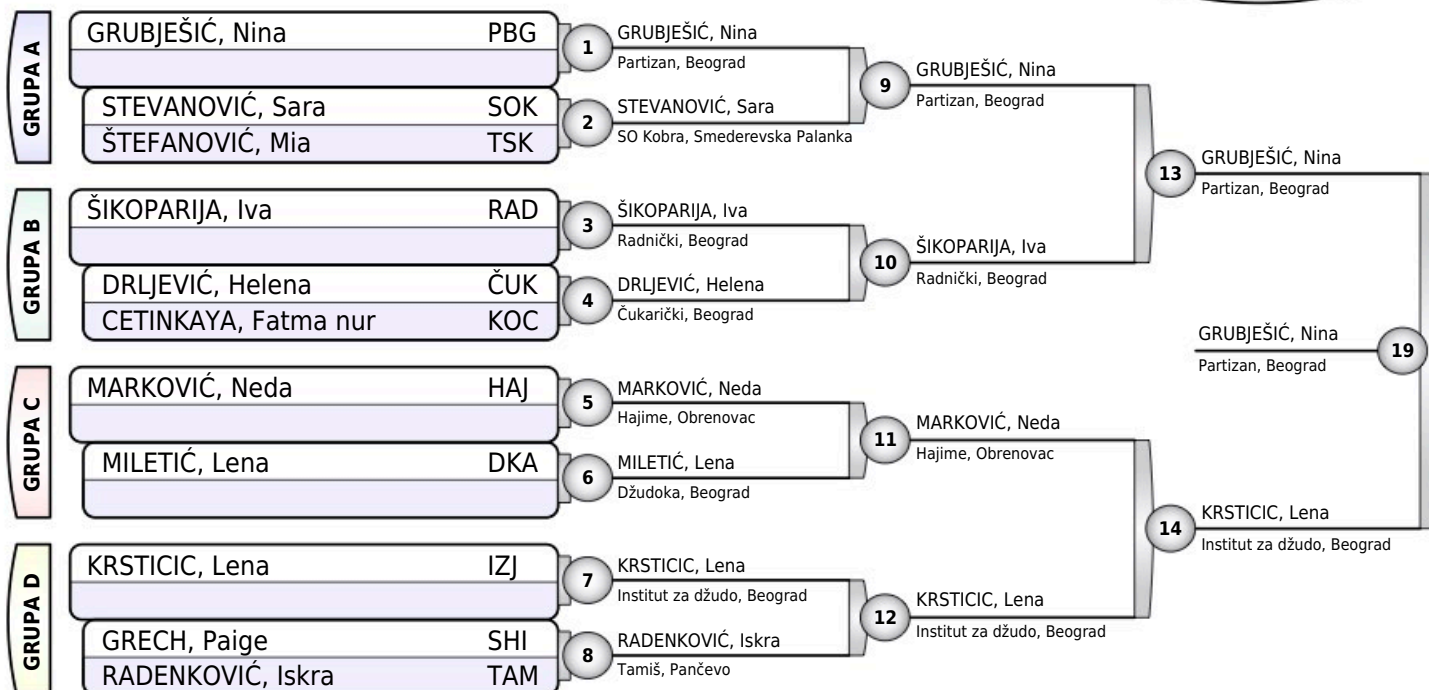 GRUPA A
GRUBJEŠIĆ, Nina PBG
STEVANOVIĆ, Sara SOK
ŠTEFANOVIĆ, Mia TSK
GRUPA B
ŠIKOPARIJA, Iva RAD
DRLJEVIĆ, Helena ČUK
CETINKAYA, Fatma nur KOC
GRUPA C
MARKOVIĆ, Neda HAJ
MILETIĆ, Lena DKA
GRUPA D
KRSTICIC, Lena IZJ
GRECH, Paige SHI
RADENKOVIĆ, Iskra TAM
1
GRUBJEŠIĆ, Nina
Partizan, Beograd
2
STEVANOVIĆ, Sara
SO Kobra, Smederevska Palanka
3
ŠIKOPARIJA, Iva
Radnički, Beograd
4
DRLJEVIĆ, Helena
Čukarički, Beograd
5
MARKOVIĆ, Neda
Hajime, Obrenovac
6
MILETIĆ, Lena
Džudoka, Beograd
7
KRSTICIC, Lena
Institut za džudo, Beograd
8
RADENKOVIĆ, Iskra
Tamiš, Pančevo
9
GRUBJEŠIĆ, Nina
Partizan, Beograd
10
ŠIKOPARIJA, Iva
Radnički, Beograd
11
MARKOVIĆ, Neda
Hajime, Obrenovac
12
KRSTICIC, Lena
Institut za džudo, Beograd
13
GRUBJEŠIĆ, Nina
Partizan, Beograd
14
KRSTICIC, Lena
Institut za džudo, Beograd
GRUBJEŠIĆ, Nina
Partizan, Beograd
19